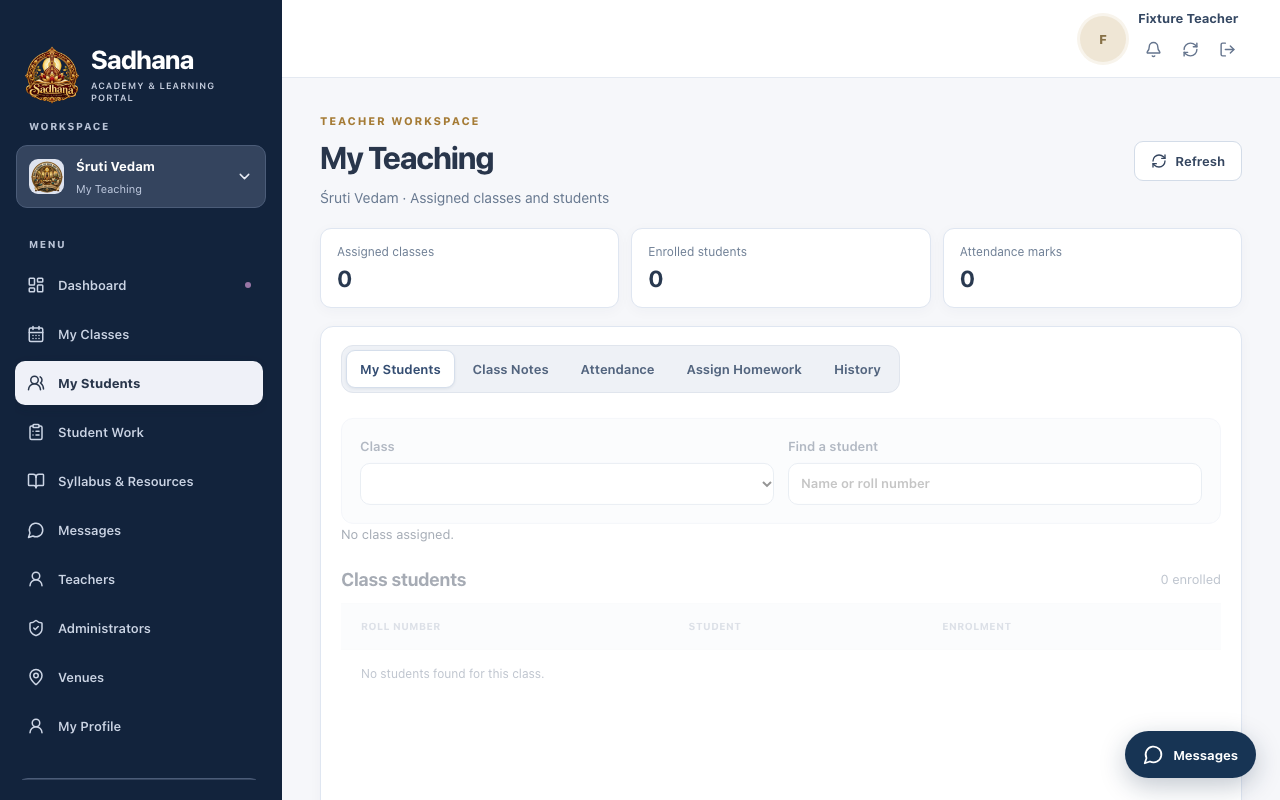 Sadhana
ACADEMY & LEARNING
PORTAL
Sadhana
WORKSPACE
Śruti Vedam
My Teaching
MENU
Dashboard
My Classes
My Students
Student Work
Syllabus & Resources
Messages
Teachers
Administrators
Venues
My Profile
F
Fixture Teacher
TEACHER WORKSPACE
My Teaching
Śruti Vedam · Assigned classes and students
Refresh
Assigned classes
0
Enrolled students
0
Attendance marks
0
My Students
Class Notes
Attendance
Assign Homework
History
Class
Find a student
Name or roll number
No class assigned.
Class students
0 enrolled
ROLL NUMBER
STUDENT
ENROLMENT
No students found for this class.
Messages